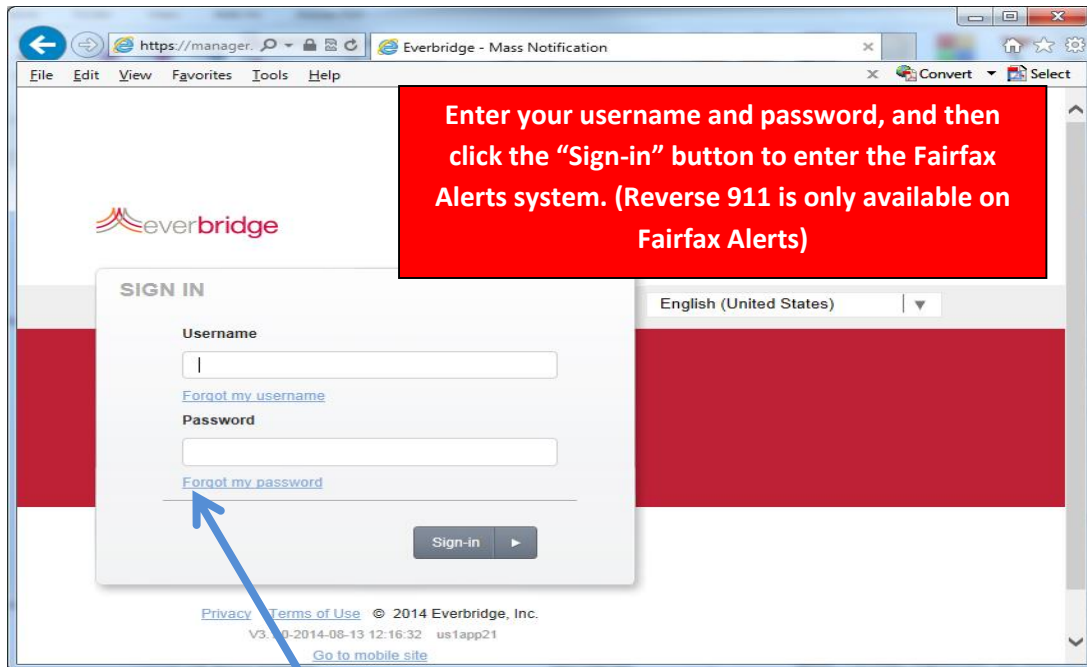 https://manager.
Everbridge - Mass Notification
File Edit View Favorites Tools Help
Convert
Select
Enter your username and password, and then
click the “Sign-in” button to enter the Fairfax
Alerts system. (Reverse 911 is only available on
Fairfax Alerts)
everbridge
SIGN IN
English (United States)
Username
Forgot my username
Password
Forgot my password
Sign-in
Privacy Terms of Use © 2014 Everbridge, Inc.
-2014-08-13 12:16:32 us1app21
Go to mobile site